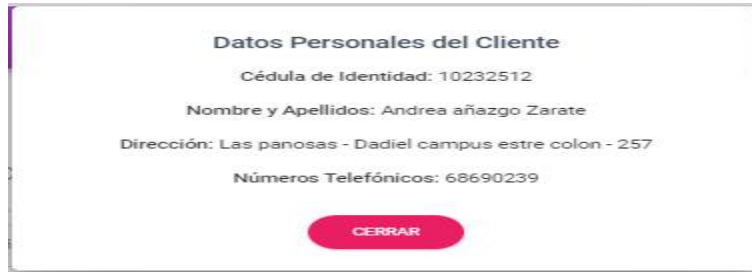 Datos Personales del Cliente
Cédula de Identidad: 10232512
Nombre y Apellidos: Andrea añazgo Zarate
Dirección: Las panosas - Dadiel campus estre colon - 257
Números Telefónicos: 68690239
CERRAR